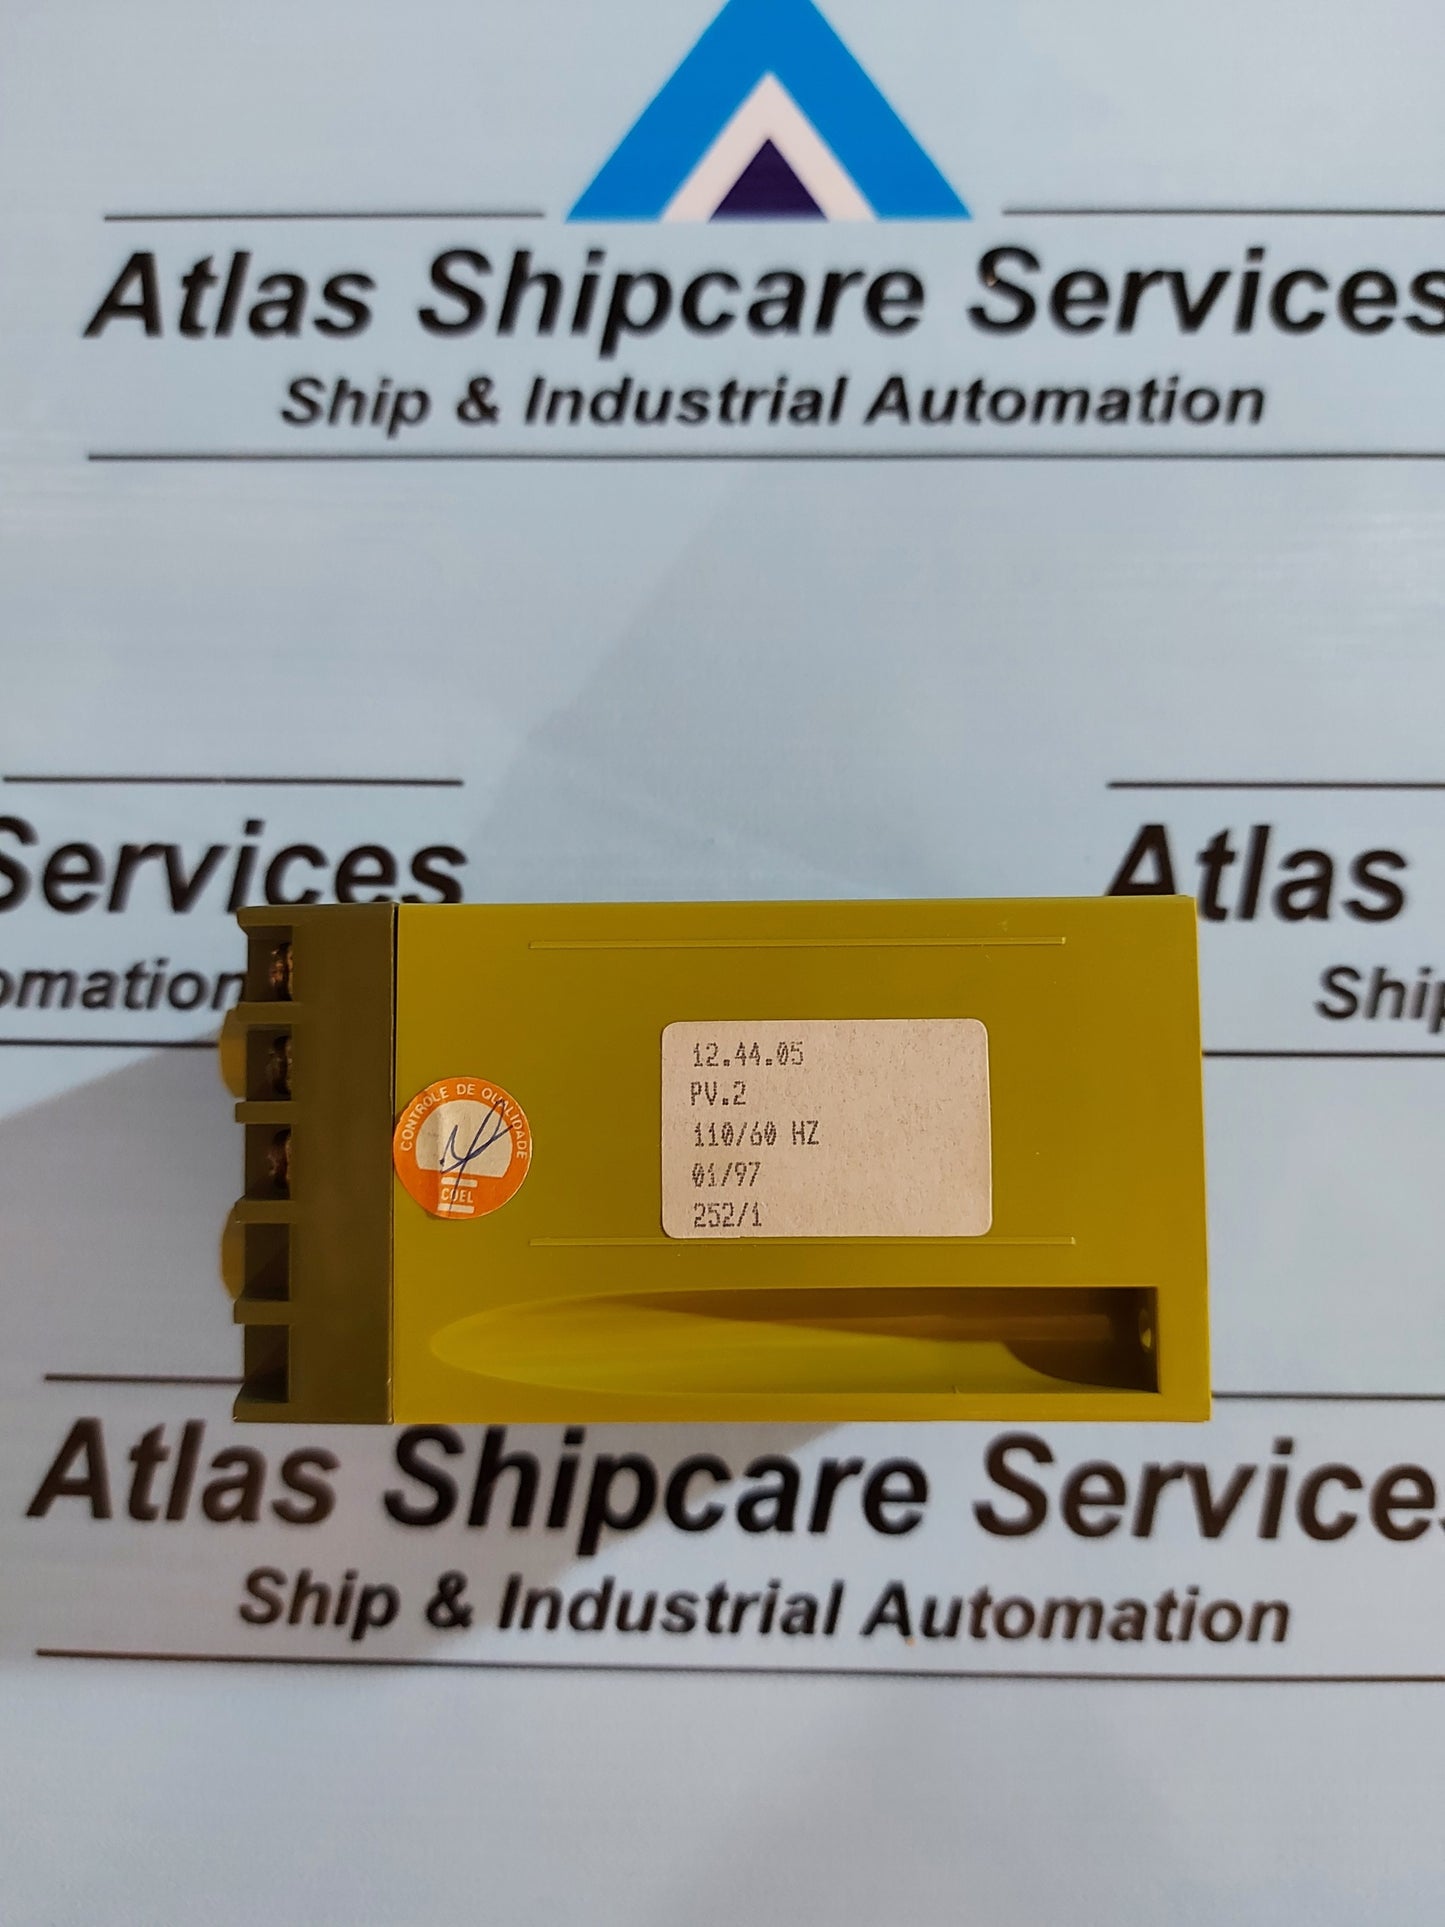 Atlas Shipcare Services
Ship & Industrial Automation
Services
omation
Atlas
Ship
CONTROLE DE QUALIDADE
COEL
12.44.05
PV.2
110/60 HZ
01/97
252/1
Atlas Shipcare Services
Ship & Industrial Automation